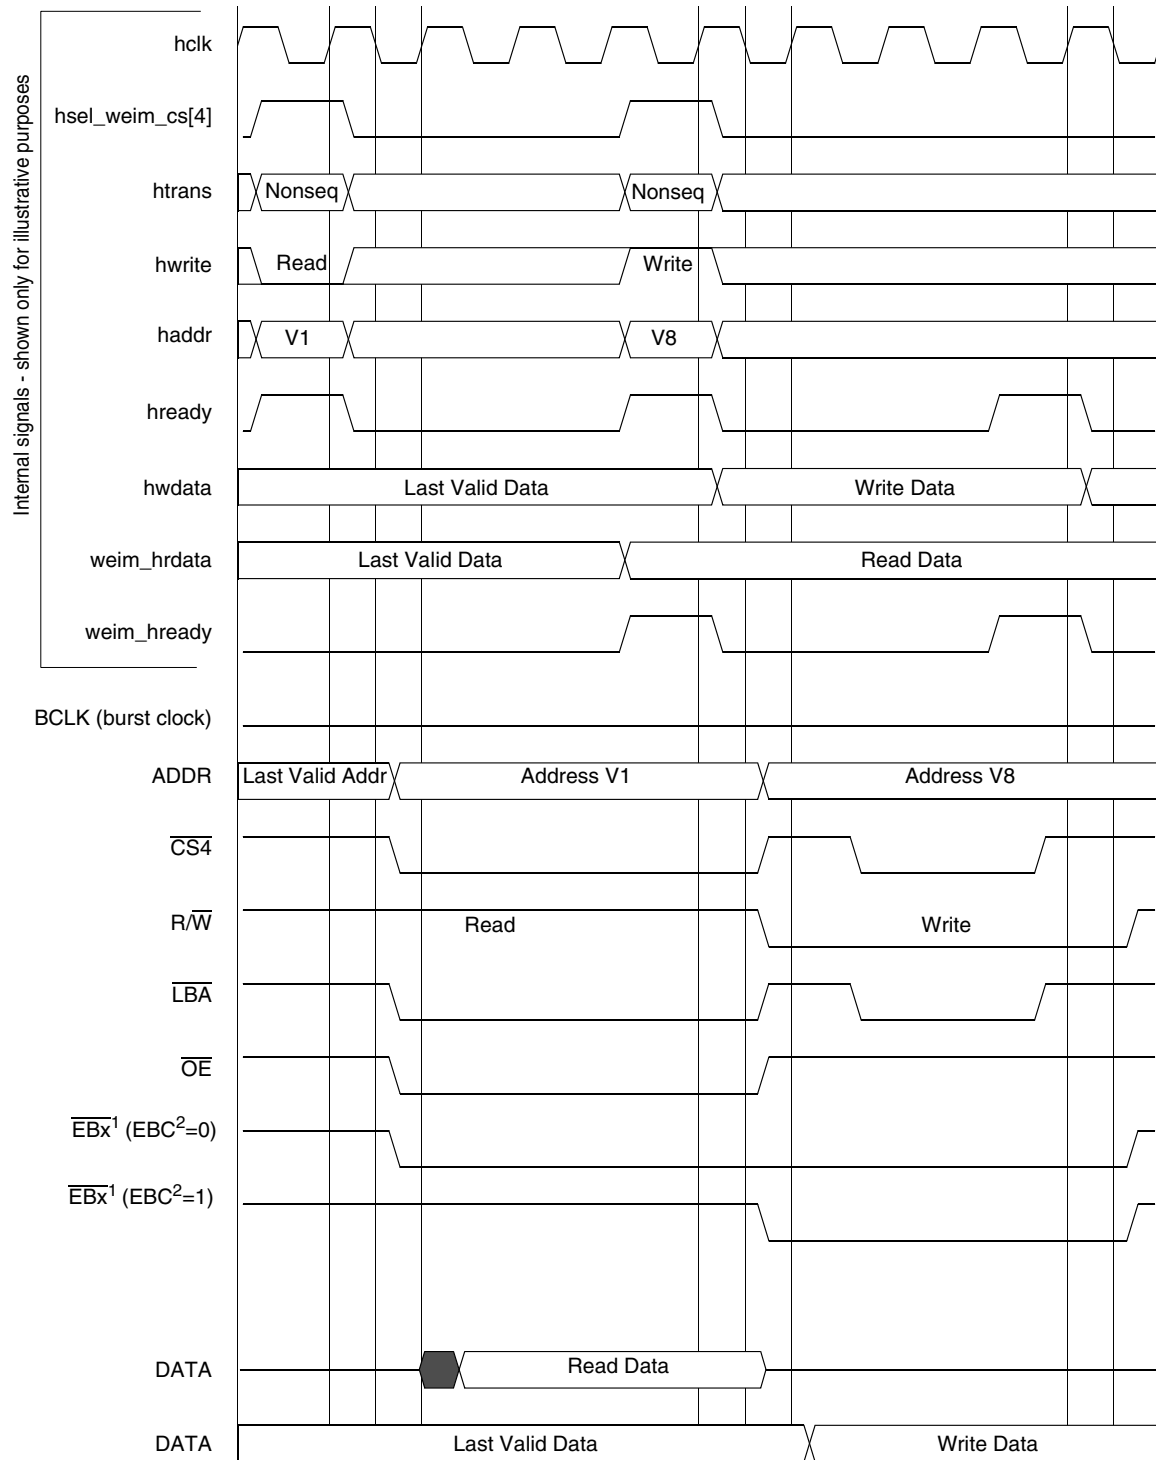 Internal signals - shown only for illustrative purposes
hclk
hsel_weim_cs[4]
htrans Nonseq Nonseq
hwrite Read Write
haddr V1 V8
hready
hwdata Last Valid Data Write Data
weim_hrdata Last Valid Data Read Data
weim_hready
BCLK (burst clock)
ADDR Last Valid Addr Address V1 Address V8
CS4
R/W Read Write
LBA
OE
EBx¹ (EBC²=0)
EBx¹ (EBC²=1)
DATA Read Data
DATA Last Valid Data Write Data